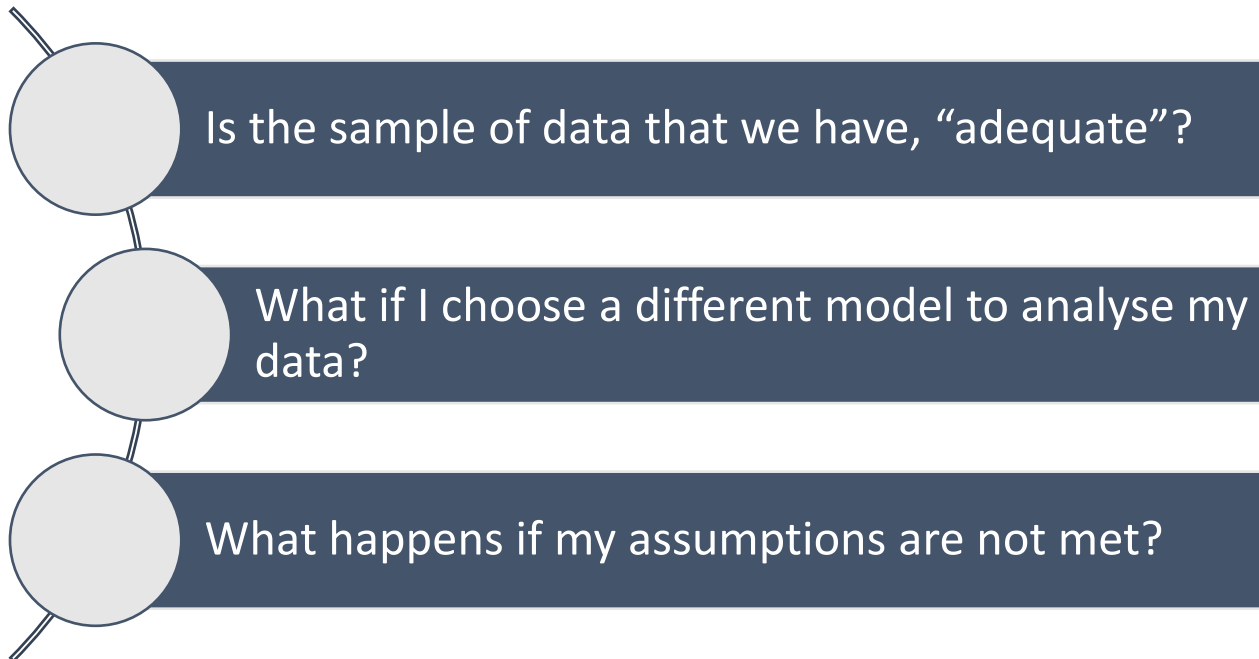 Is the sample of data that we have, “adequate”?
What if I choose a different model to analyse my
data?
What happens if my assumptions are not met?